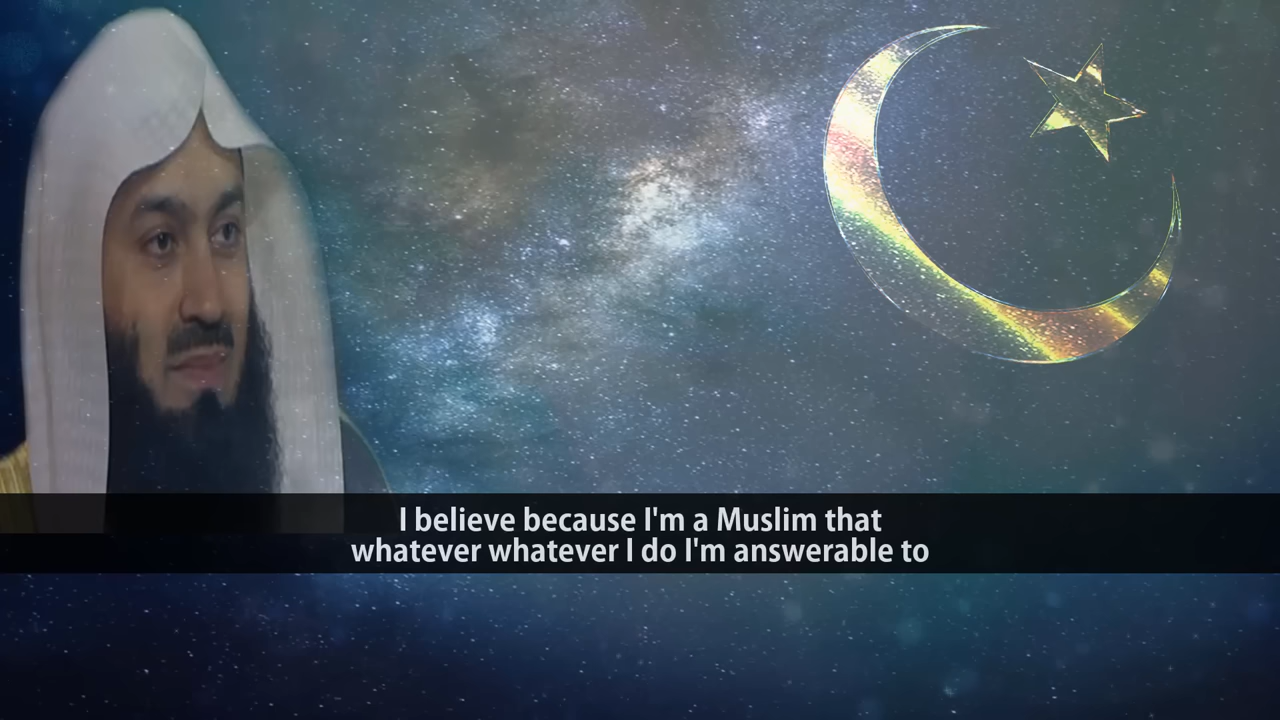 I believe because I'm a Muslim that
whatever whatever I do I'm answerable to